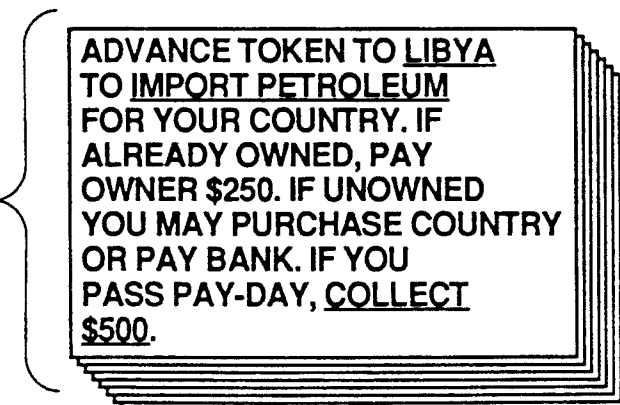 ADVANCE TOKEN TO LIBYA
TO IMPORT PETROLEUM
FOR YOUR COUNTRY. IF
ALREADY OWNED, PAY
OWNER $250. IF UNOWNED
YOU MAY PURCHASE COUNTRY
OR PAY BANK. IF YOU
PASS PAY-DAY, COLLECT
$500.